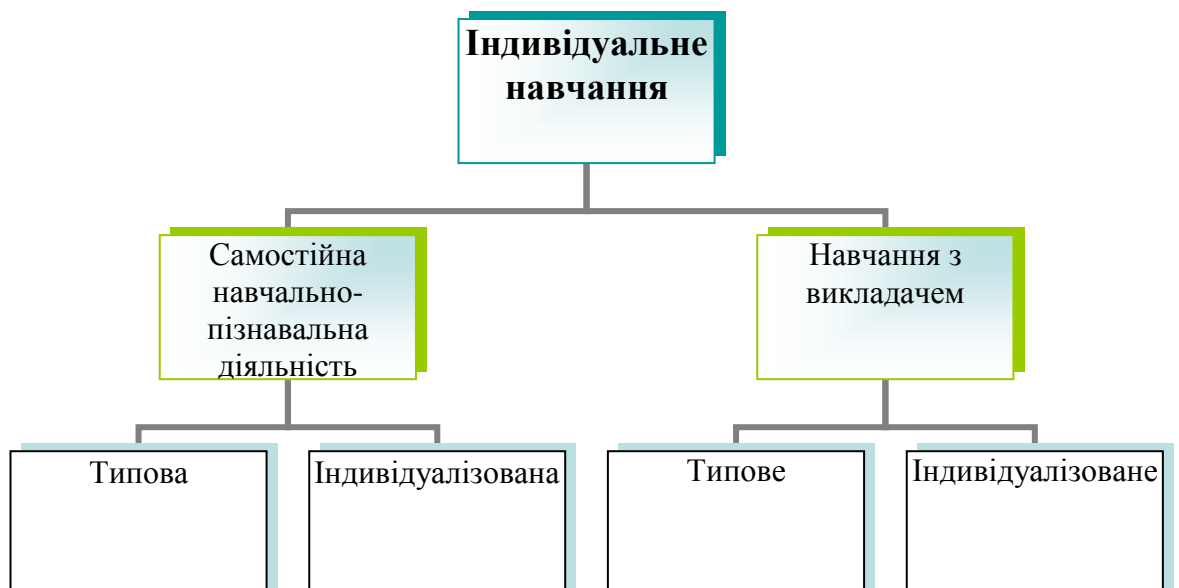 Індивідуальне
навчання
Самостійна
навчально-
пізнавальна
діяльність
Навчання з
викладачем
Типова
Індивідуалізована
Типове
Індивідуалізоване